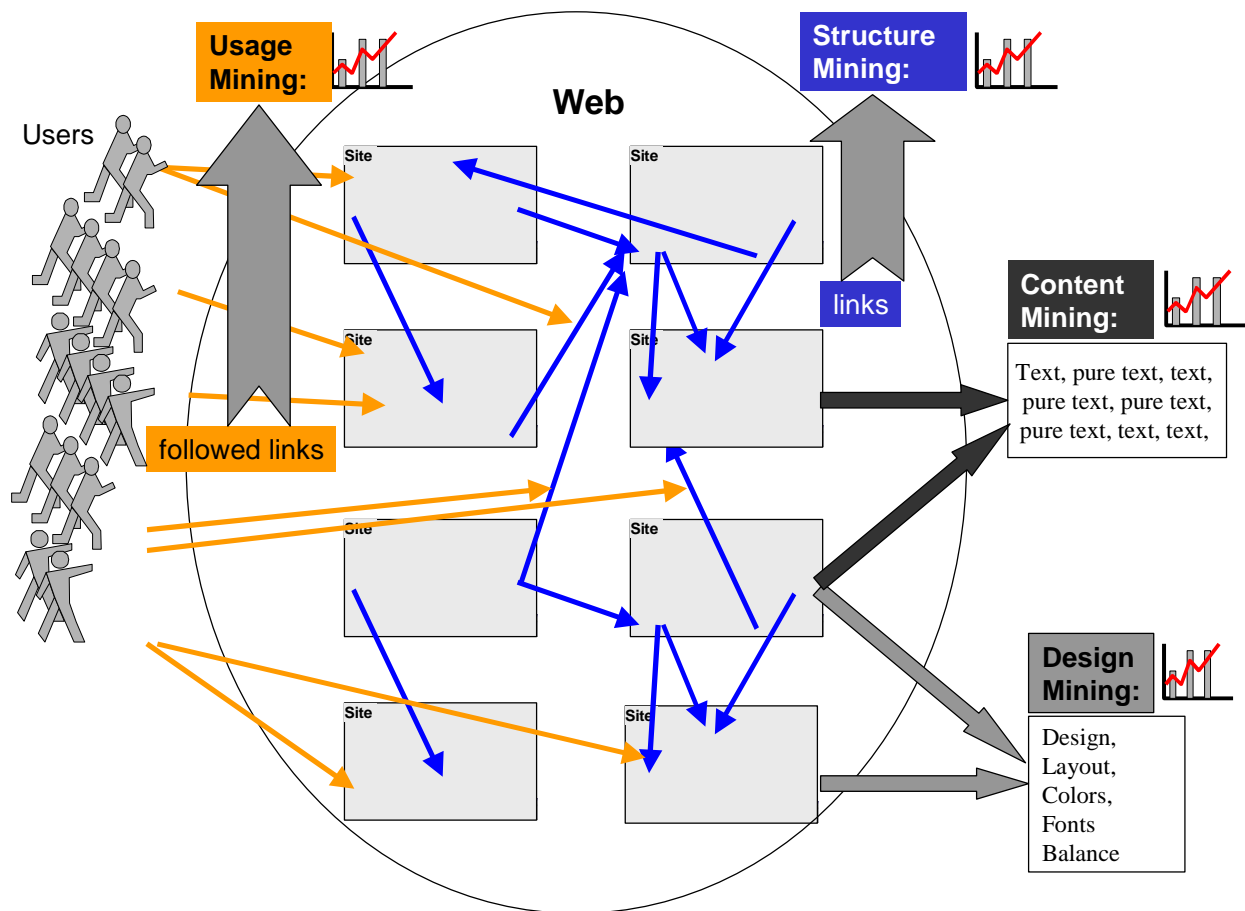 Usage
Mining:
Structure
Mining:
Web
Users
Site
Site
links
Content
Mining:
Site
Site
Text, pure text, text,
pure text, pure text,
pure text, text, text,
followed links
Site
Site
Design
Mining:
Site
Site
Design,
Layout,
Colors,
Fonts
Balance